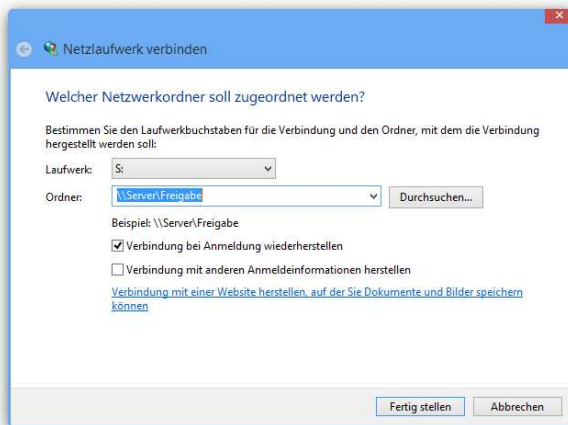 Netzlaufwerk verbinden
Welcher Netzwerkordner soll zugeordnet werden?
Bestimmen Sie den Laufwerkbuchstaben für die Verbindung und den Ordner, mit dem die Verbindung
hergestellt werden soll:
Laufwerk: S:
Ordner: \\Server\Freigabe Durchsuchen...
Beispiel: \\Server\Freigabe
Verbindung bei Anmeldung wiederherstellen
Verbindung mit anderen Anmeldeinformationen herstellen
Verbindung mit einer Website herstellen, auf der Sie Dokumente und Bilder speichern
können
Fertig stellen Abbrechen